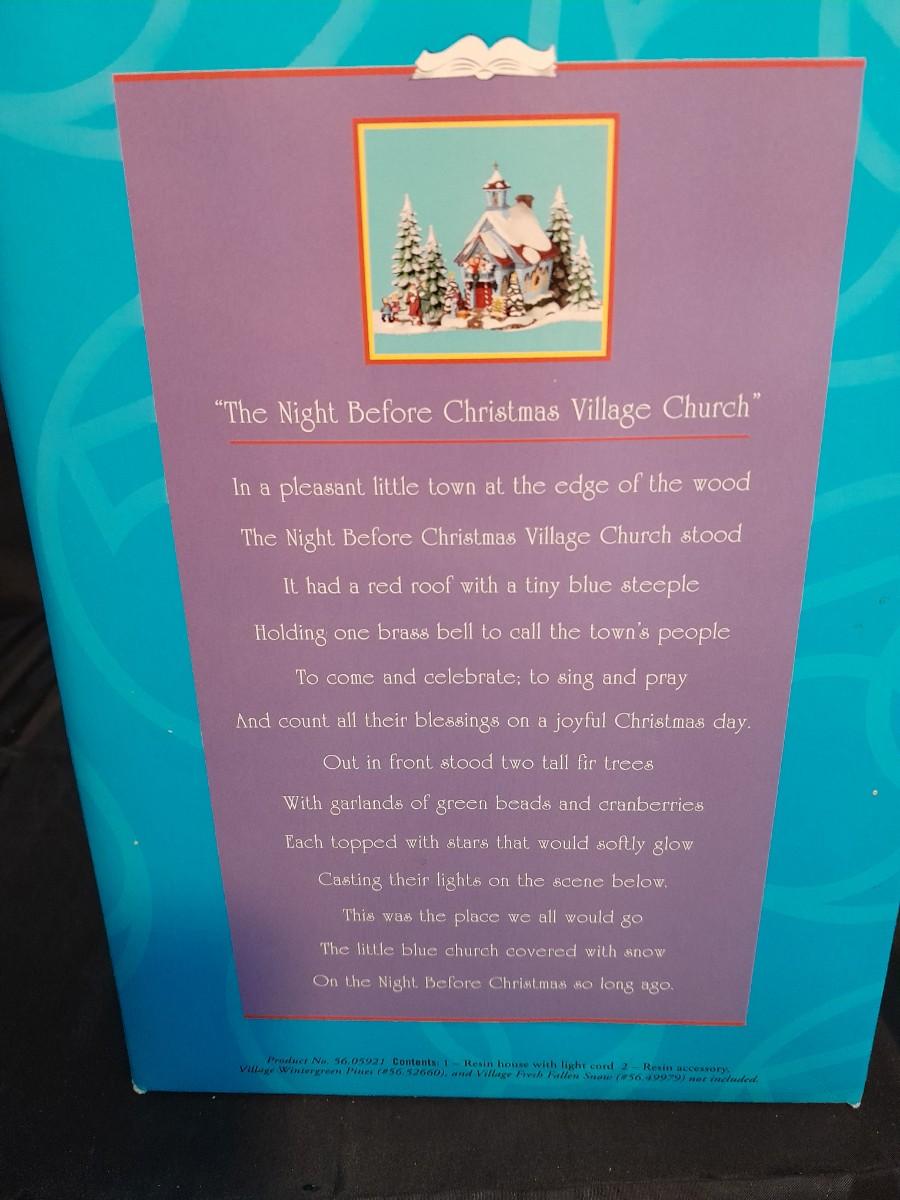 “The Night Before Christmas Village Church”
In a pleasant little town at the edge of the wood
The Night Before Christmas Village Church stood
It had a red roof with a tiny blue steeple
Holding one brass bell to call the town's people
To come and celebrate; to sing and pray
And count all their blessings on a joyful Christmas day.
Out in front stood two tall fir trees
With garlands of green beads and cranberries
Each topped with stars that would softly glow
Casting their lights on the scene below.
This was the place we all would go
The little blue church covered with snow
On the Night Before Christmas so long ago.
Product No. 56.05921 Contents: 1 – Resin house with light cord 2 – Resin accessory,
Village Wintergreen Pines (#56.52660), and Village Fresh Fallen Snow (#56.49979) not included.